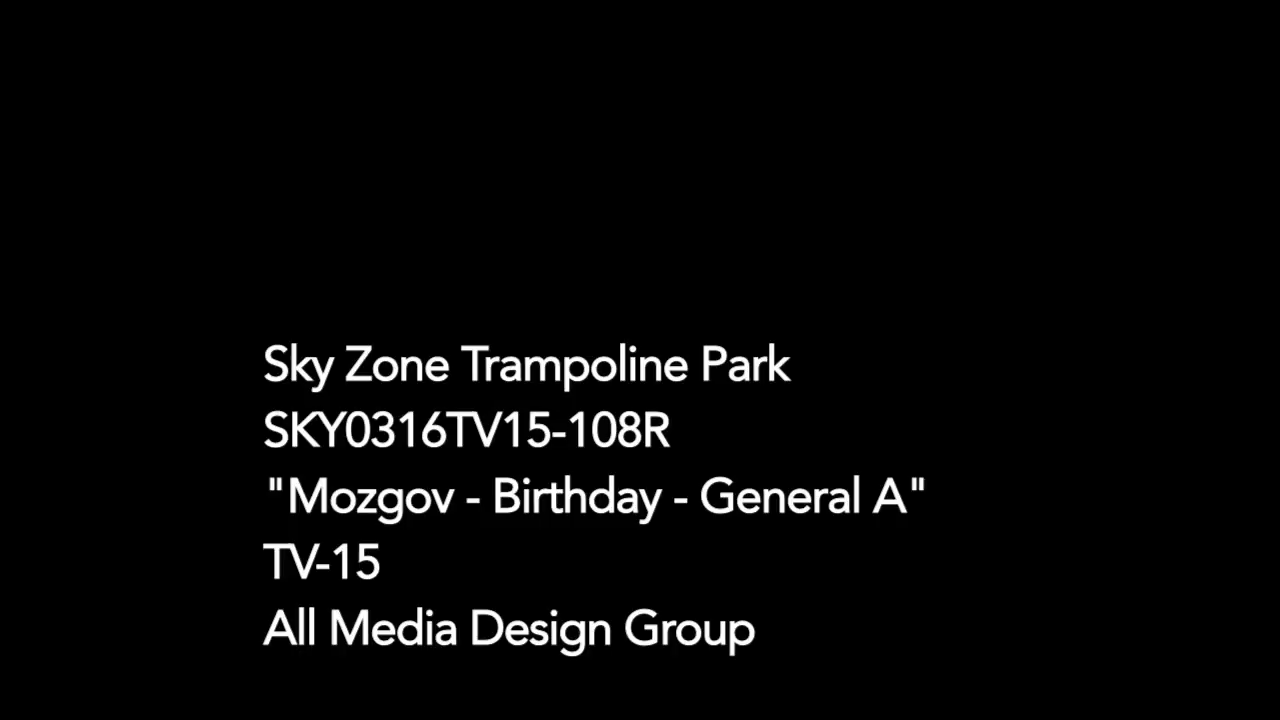 Sky Zone Trampoline Park
SKY0316TV15-108R
"Mozgov - Birthday - General A"
TV-15
All Media Design Group